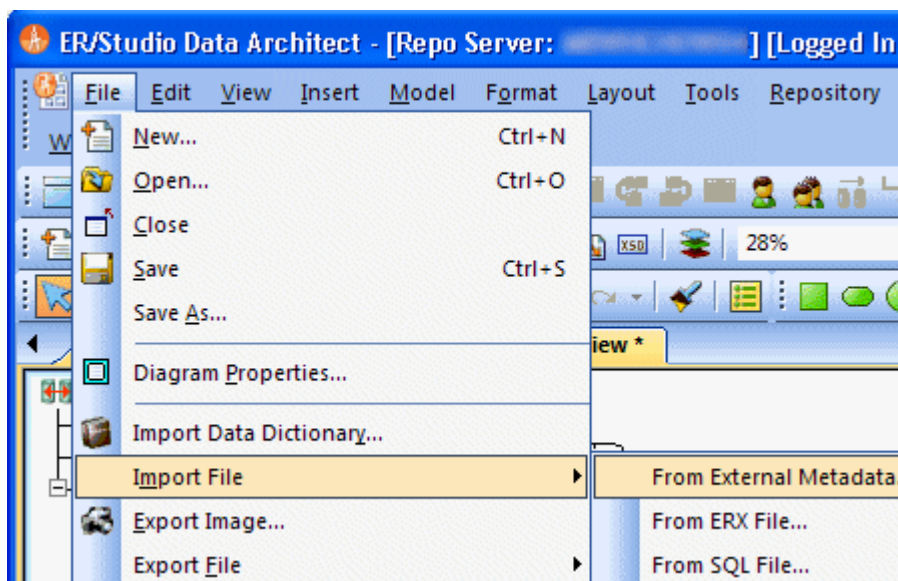 ER/Studio Data Architect - [Repo Server: ] [Logged In
File Edit View Insert Model Format Layout Tools Repository
W
New... Ctrl+N
Open... Ctrl+O
Close
XSD 28%
Save Ctrl+S
Save As...
iew *
Diagram Properties...
Import Data Dictionary...
Import File From External Metadata.
Export Image... From ERX File...
Export File From SQL File...